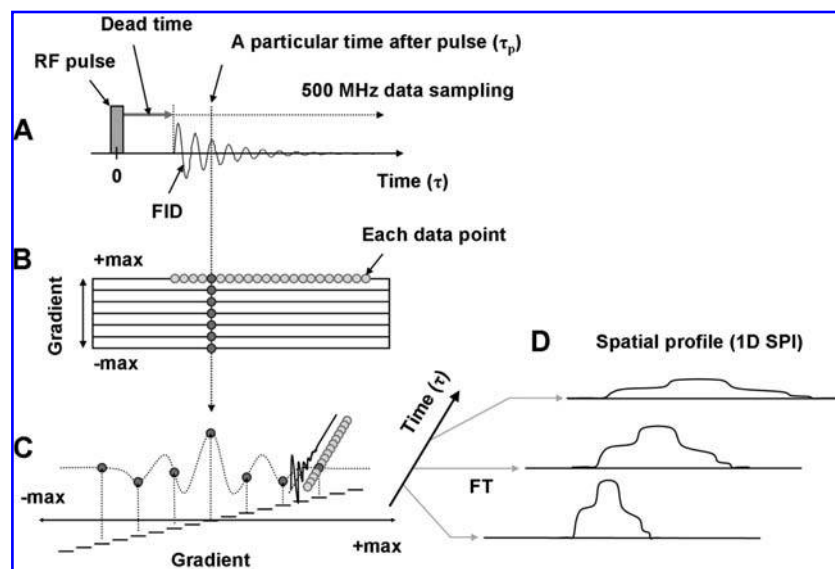 Dead time
A particular time after pulse (τp)
RF pulse
500 MHz data sampling
A
0
Time (τ)
FID
Each data point
B
+max
Gradient
-max
D
Spatial profile (1D SPI)
Time (τ)
C
-max
FT
+max
Gradient